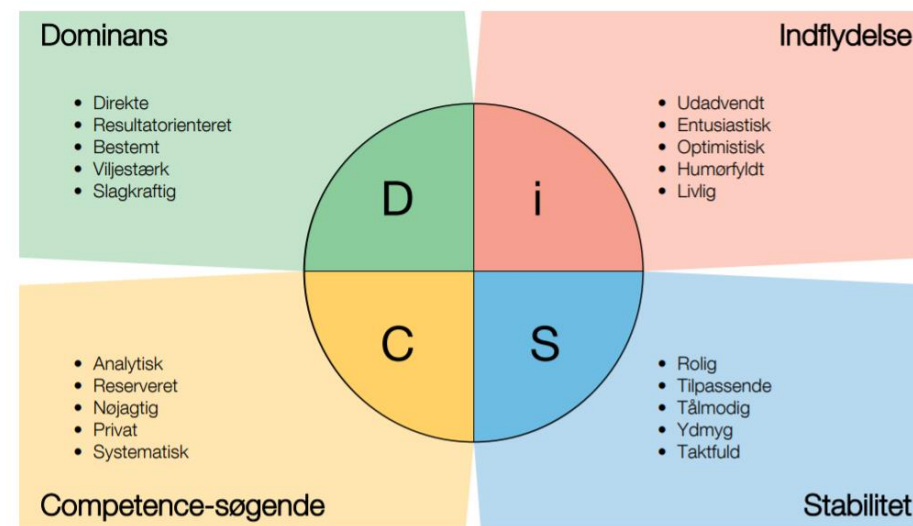 Dominans
• Direkte
• Resultatorienteret
• Bestemt
• Viljestærk
• Slagkraftig
Indflydelse
• Udadvendt
• Entusiastisk
• Optimistisk
• Humørfyldt
• Livlig
D
i
C
S
• Analytisk
• Reserveret
• Nøjagtig
• Privat
• Systematisk
Competence-søgende
• Rolig
• Tilpassende
• Tålmodig
• Ydmyg
• Taktfuld
Stabilitet